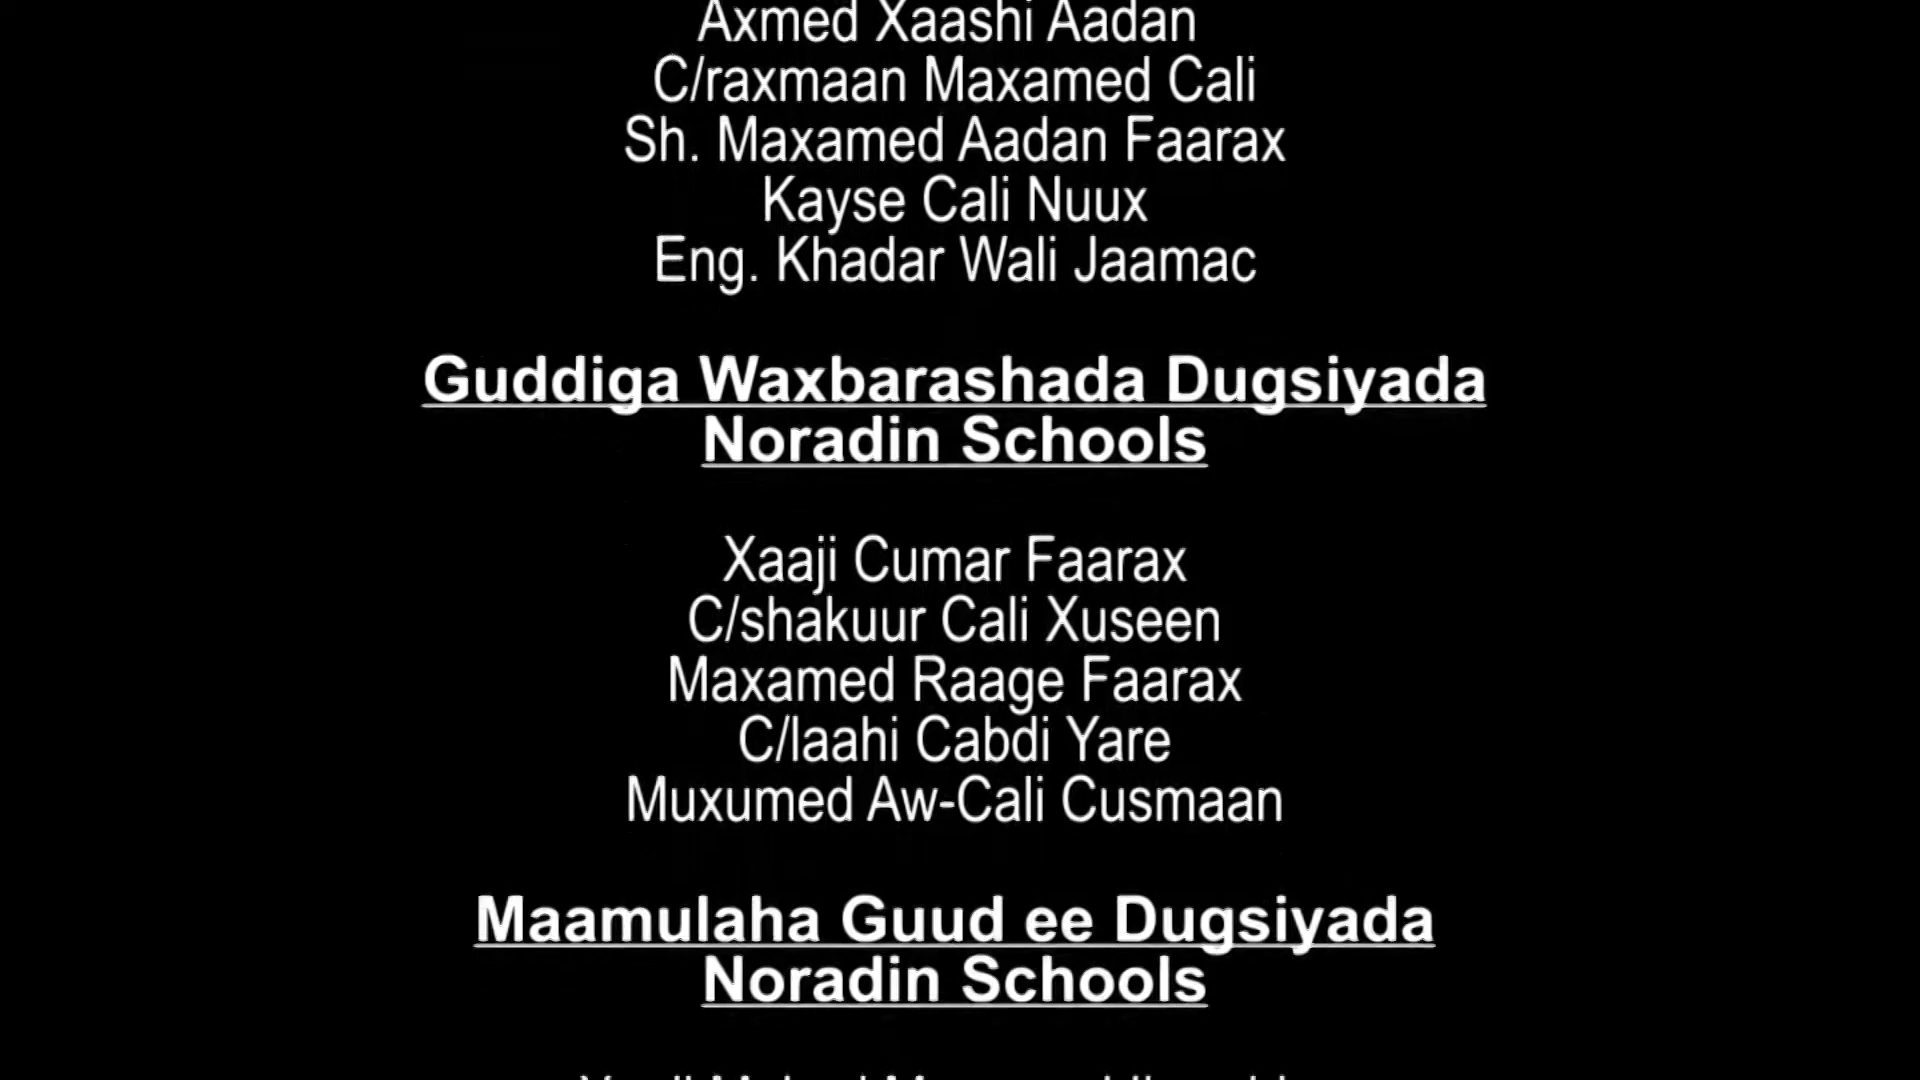 Axmed Xaashi Aadan
C/raxmaan Maxamed Cali
Sh. Maxamed Aadan Faarax
Kayse Cali Nuux
Eng. Khadar Wali Jaamac
Guddiga Waxbarashada Dugsiyada
Noradin Schools
Xaaji Cumar Faarax
C/shakuur Cali Xuseen
Maxamed Raage Faarax
C/laahi Cabdi Yare
Muxumed Aw-Cali Cusmaan
Maamulaha Guud ee Dugsiyada
Noradin Schools